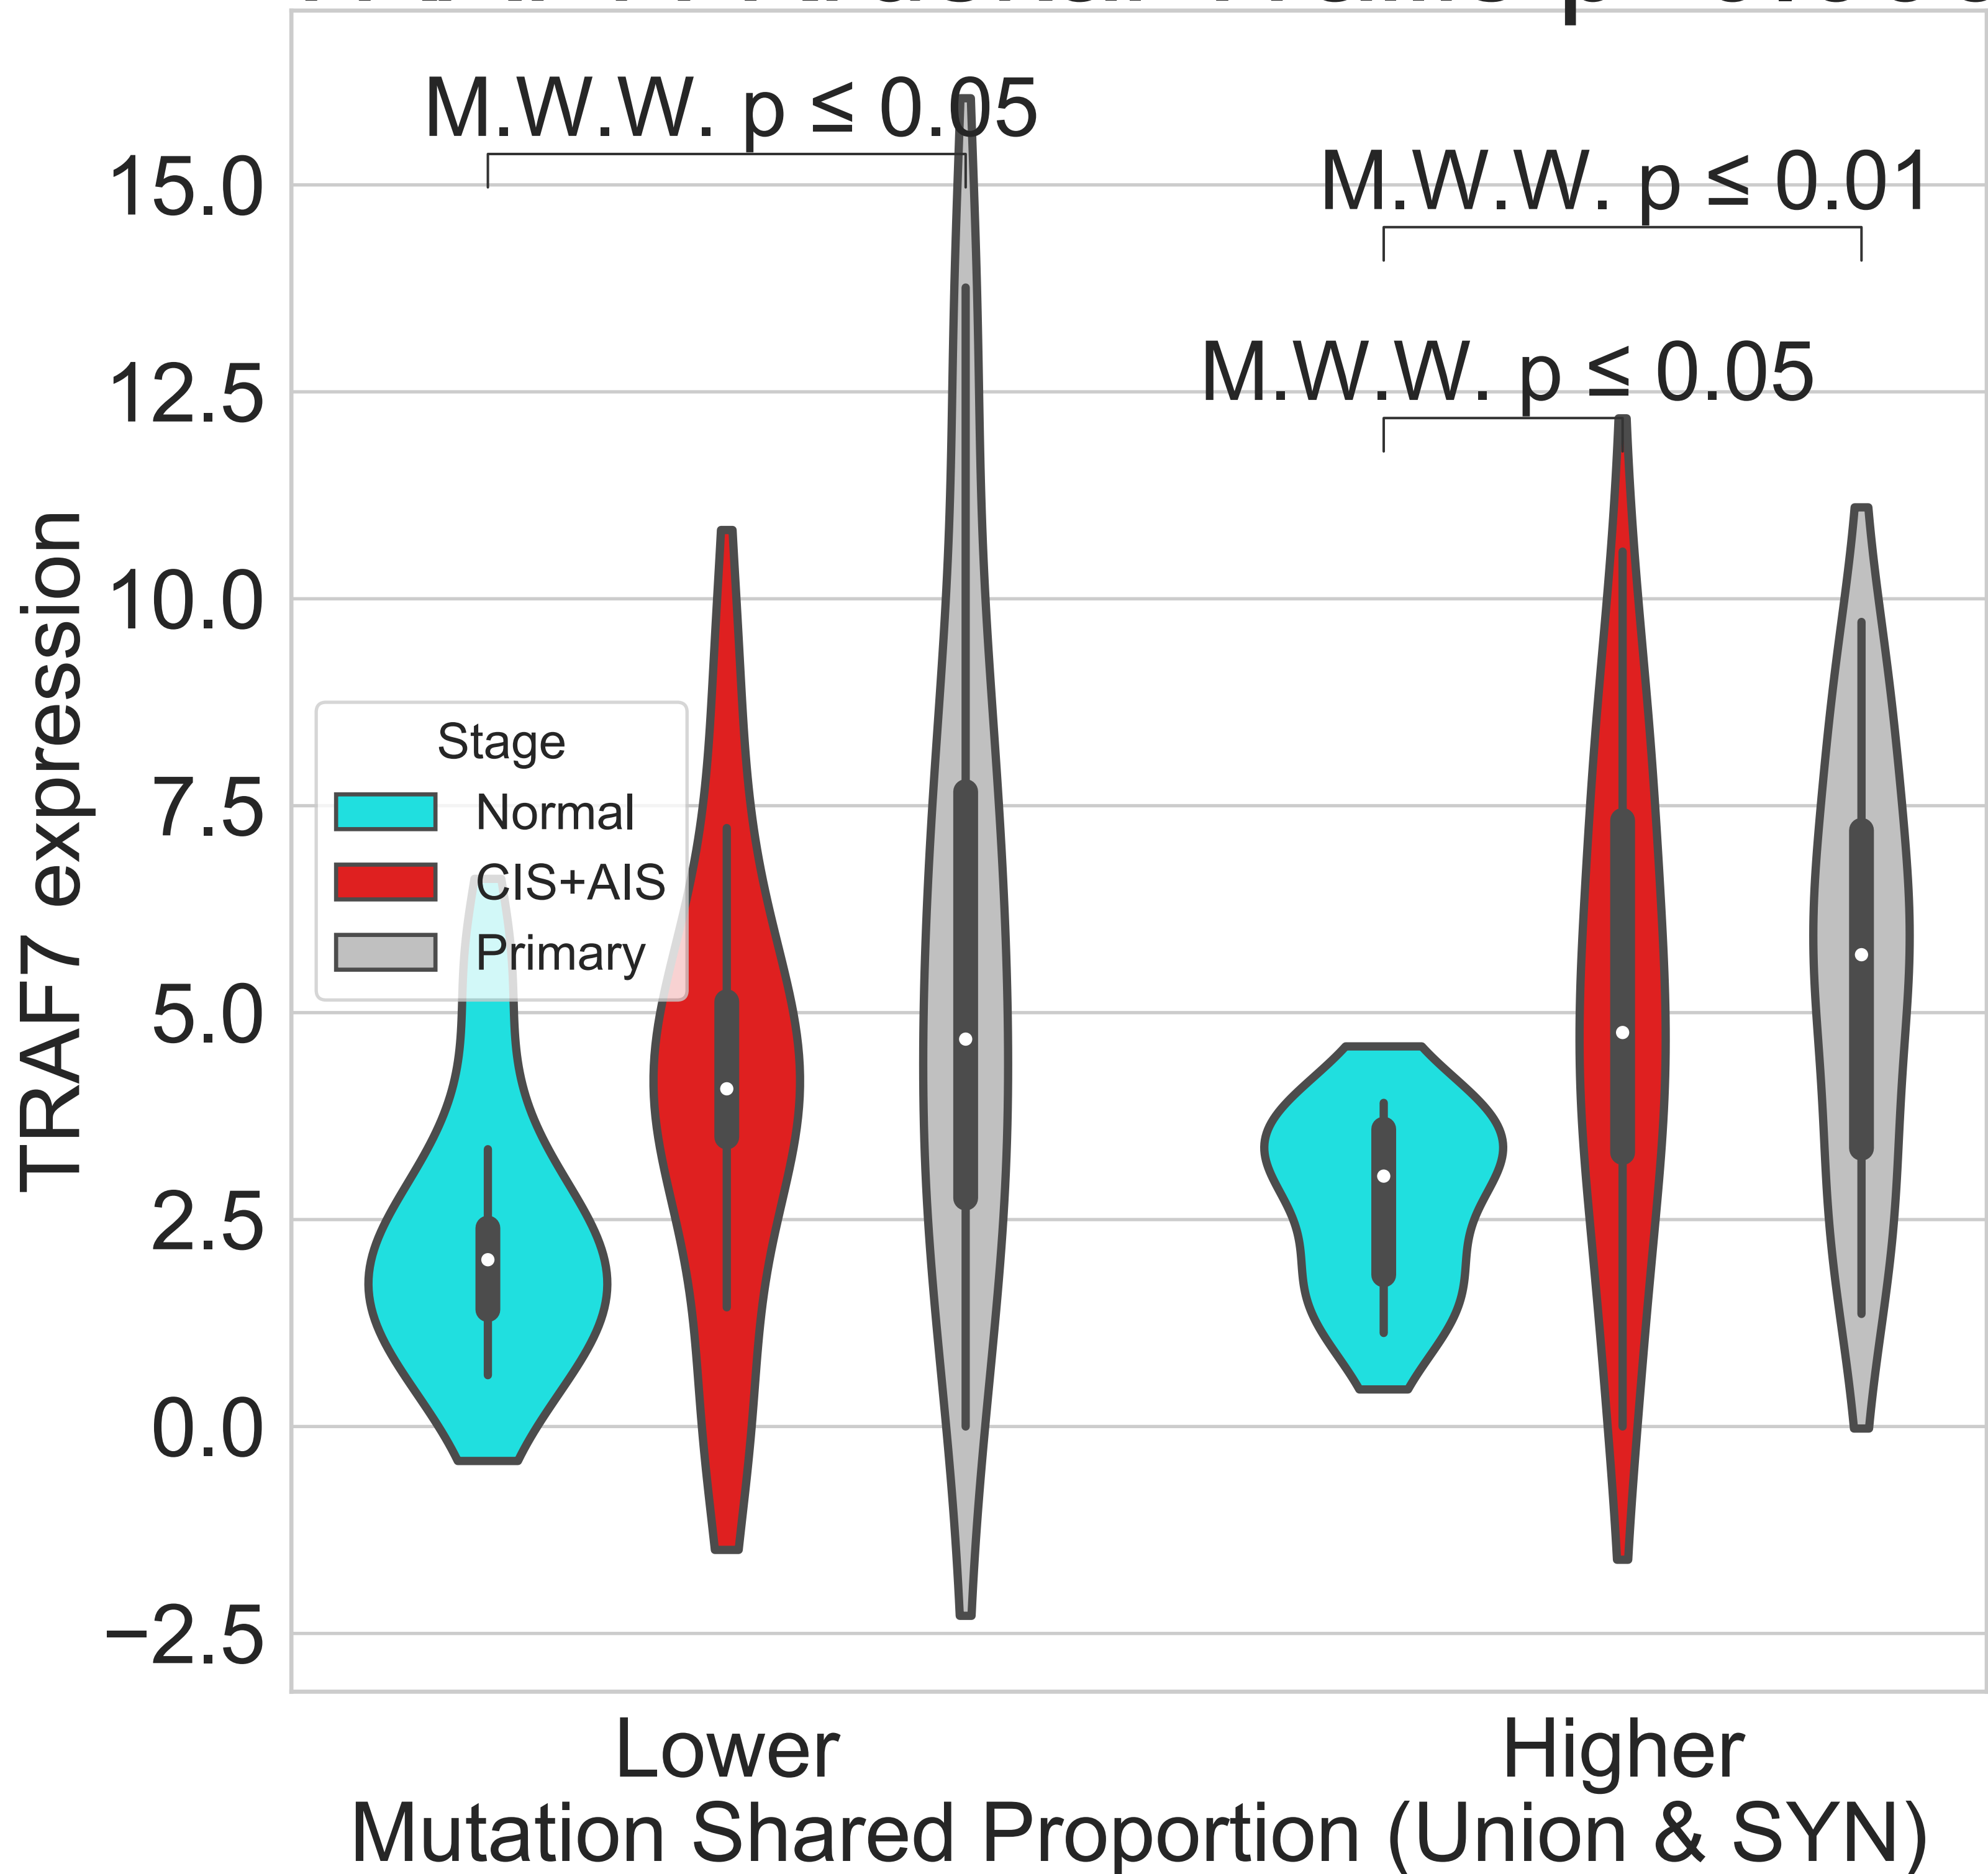 M.W.W. p ≤ 0.05
M.W.W. p ≤ 0.01
M.W.W. p ≤ 0.05
15.0
12.5
10.0
7.5
5.0
2.5
0.0
−2.5
TRAF7 expression
Stage
Normal
CIS+AIS
Primary
Lower
Higher
Mutation Shared Proportion (Union & SYN)